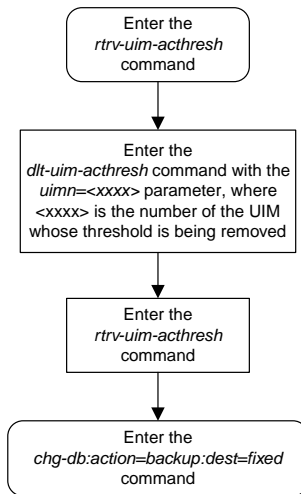 Enter the
rtrv-uim-acthresh
command
Enter the
dlt-uim-acthresh command with the
uimn=<xxxx> parameter, where
<xxxx> is the number of the UIM
whose threshold is being removed
Enter the
rtrv-uim-acthresh
command
Enter the
chg-db:action=backup:dest=fixed
command